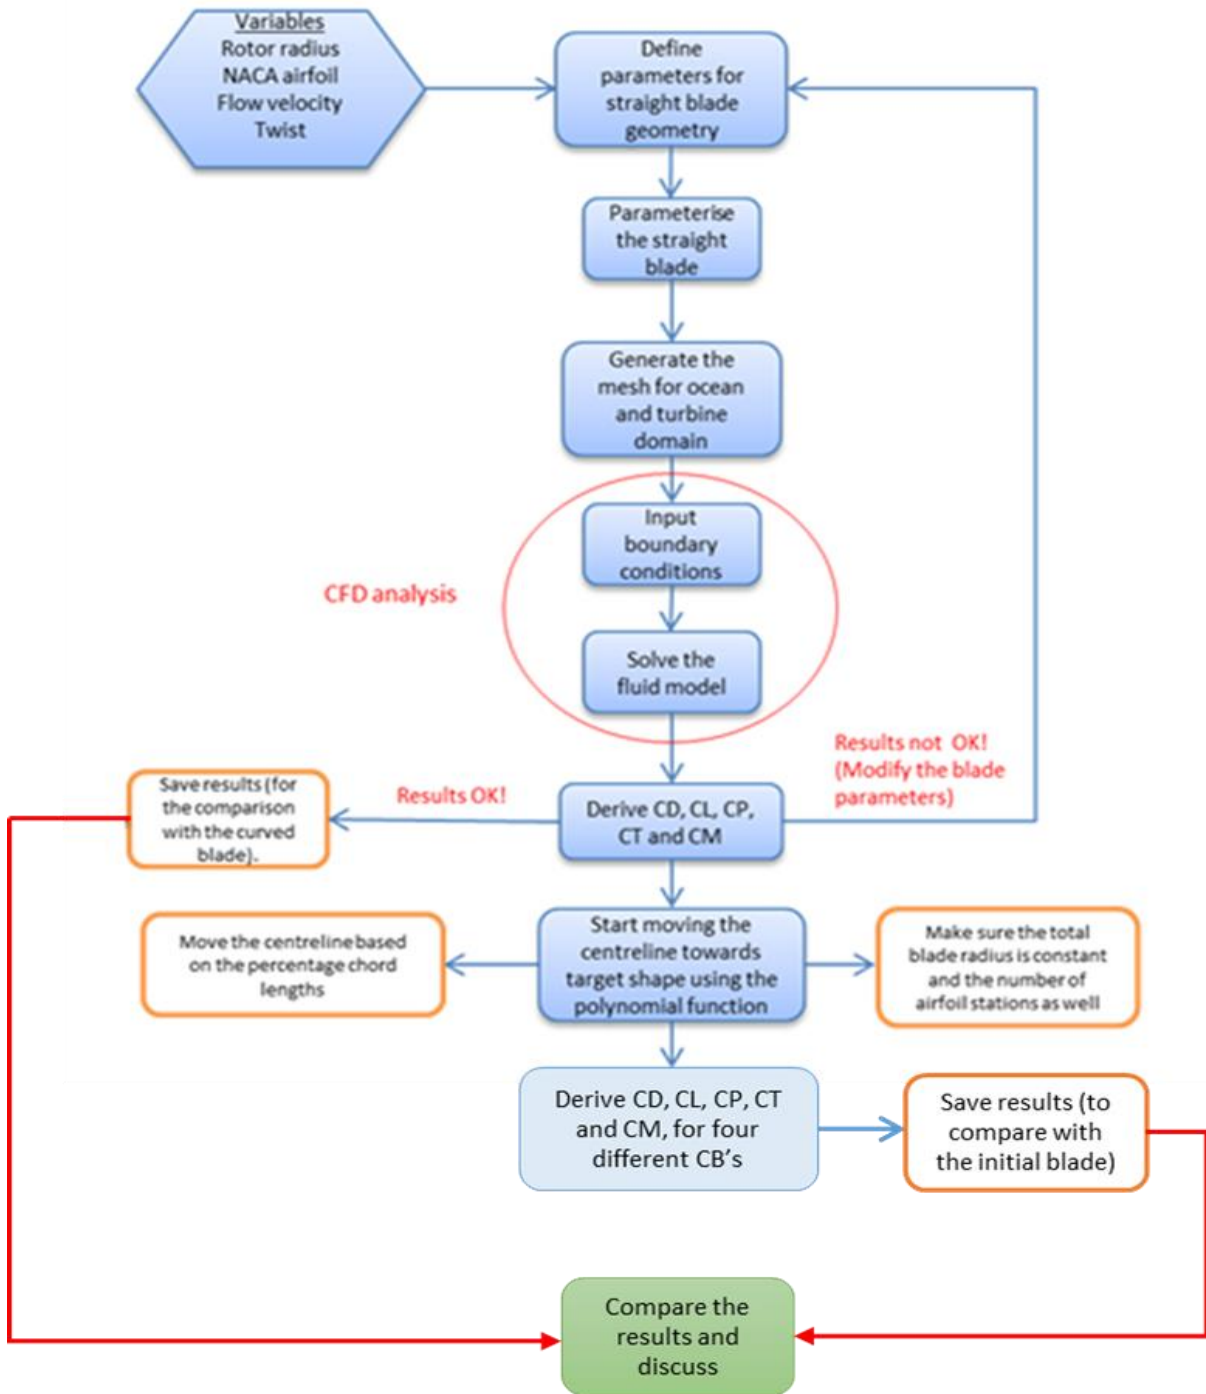 Variables
Rotor radius
NACA airfoil
Flow velocity
Twist
Define
parameters for
straight blade
geometry
Parameterise
the straight
blade
Generate the
mesh for ocean
and turbine
domain
Input
boundary
conditions
CFD analysis
Solve the
fluid model
Results not OK!
(Modify the blade
parameters)
Save results (for
the comparison
with the curved
blade).
Results OK!
Derive CD, CL, CP,
CT and CM
Move the centreline based
on the percentage chord
lengths
Start moving the
centreline towards
target shape using the
polynomial function
Make sure the total
blade radius is constant
and the number of
airfoil stations as well
Derive CD, CL, CP, CT
and CM, for four
different CB's
Save results (to
compare with
the initial blade)
Compare the
results and
discuss